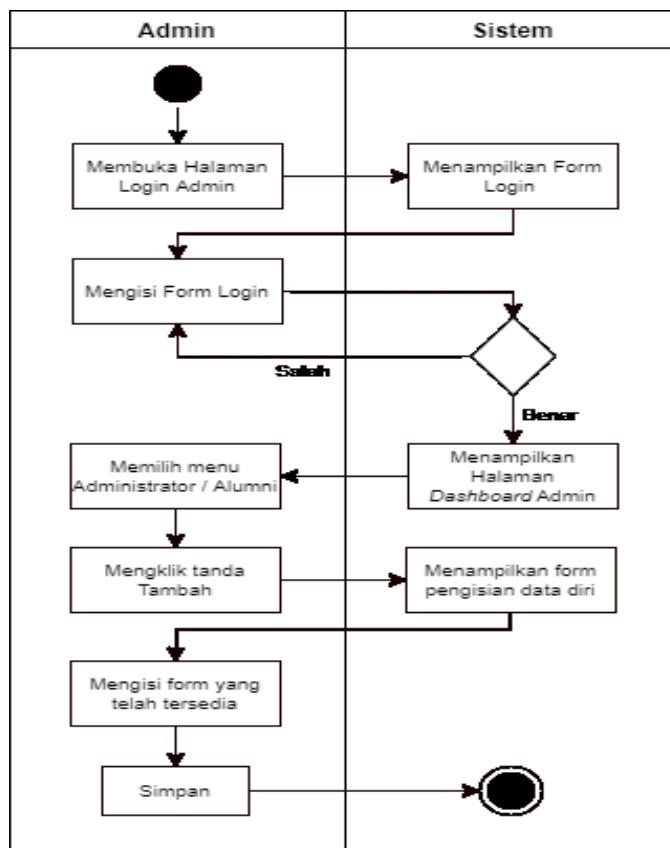 Admin
Sistem
Membuka Halaman
Login Admin
Menampilkan Form
Login
Mengisi Form Login
Salah
Benar
Memilih menu
Administrator / Alumni
Menampilkan
Halaman
Dashboard Admin
Mengklik tanda
Tambah
Menampilkan form
pengisian data diri
Mengisi form yang
telah tersedia
Simpan